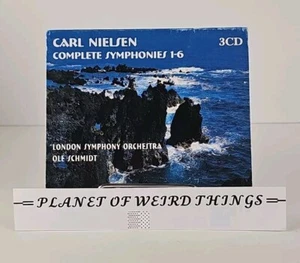 CARL NIELSEN
3CD
COMPLETE SYMPHONIES 1-6
LONDON SYMPHONY ORCHESTRA
OLE SCHMIDT
PLANET OF WEIRD THINGS